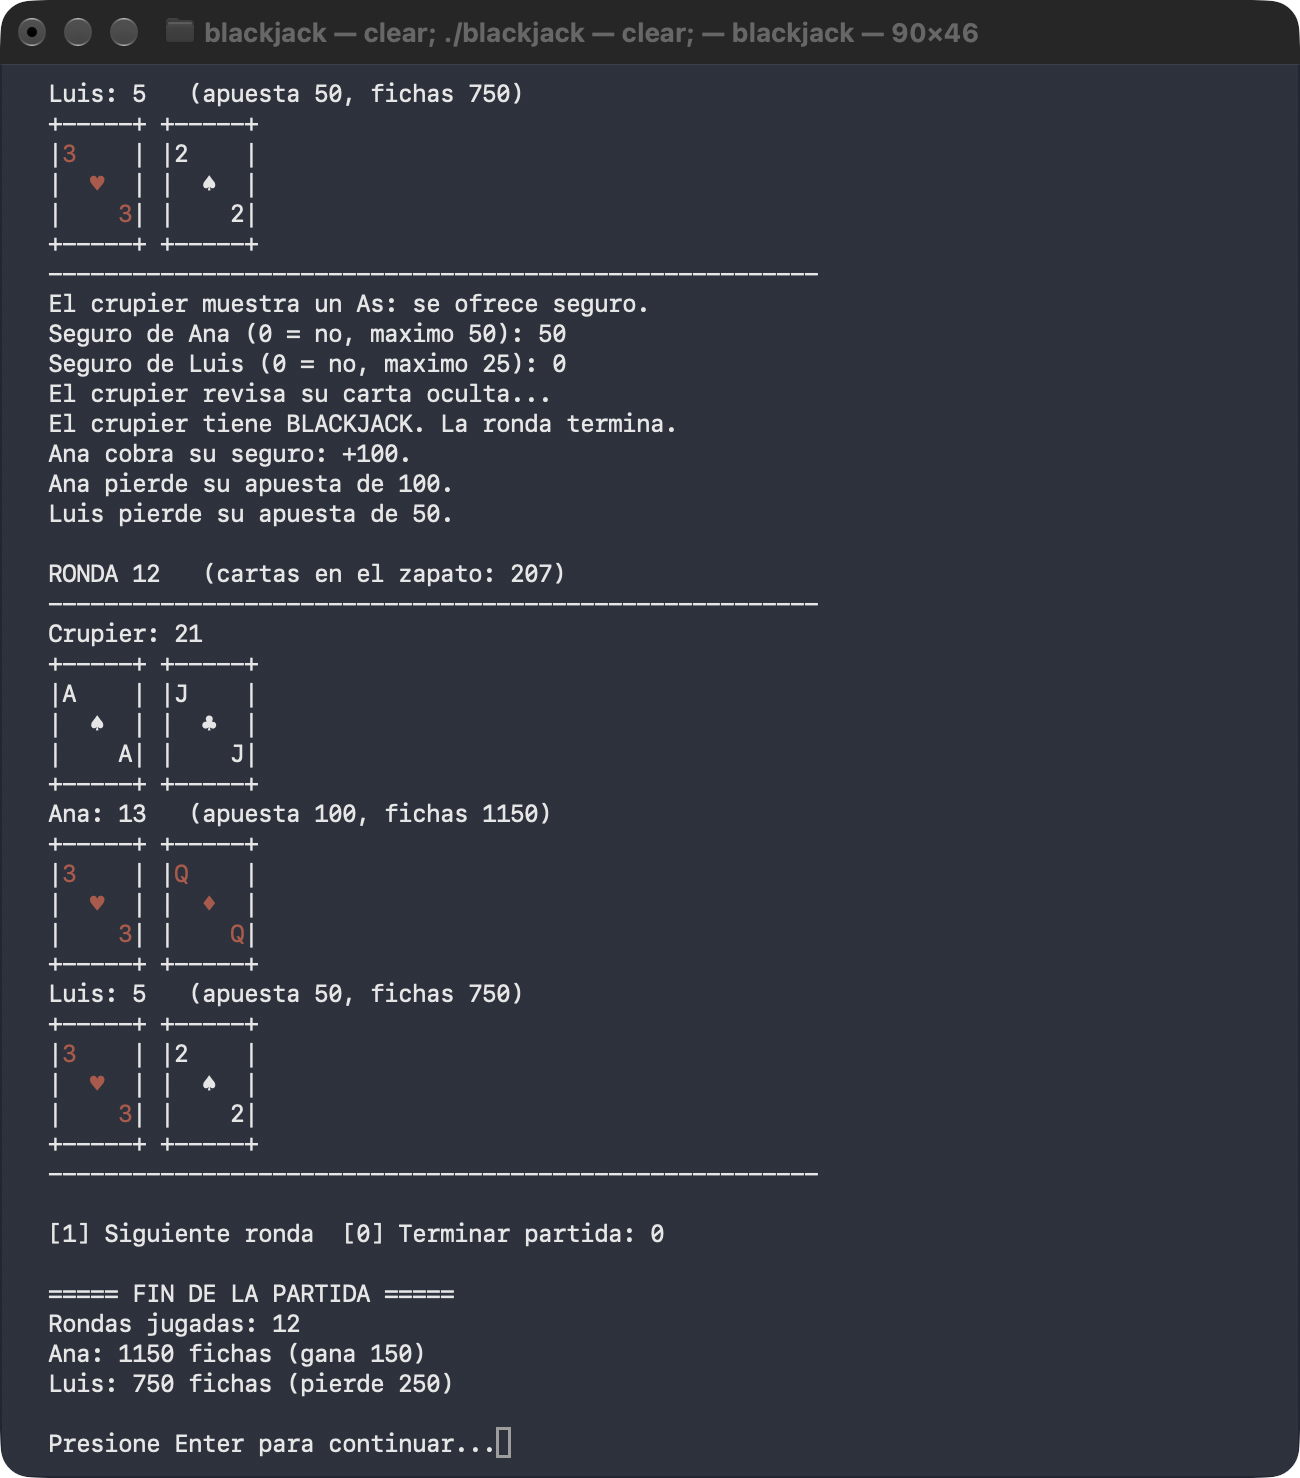 blackjack — clear; ./blackjack — clear; — blackjack — 90×46
Luis: 5   (apuesta 50, fichas 750)
+-----+ +-----+
|3    | |2    |
|  ♥  | |  ♠  |
|    3| |    2|
+-----+ +-----+
-------------------------------------------------------
El crupier muestra un As: se ofrece seguro.
Seguro de Ana (0 = no, maximo 50): 50
Seguro de Luis (0 = no, maximo 25): 0
El crupier revisa su carta oculta...
El crupier tiene BLACKJACK. La ronda termina.
Ana cobra su seguro: +100.
Ana pierde su apuesta de 100.
Luis pierde su apuesta de 50.

RONDA 12   (cartas en el zapato: 207)
-------------------------------------------------------
Crupier: 21
+-----+ +-----+
|A    | |J    |
|  ♠  | |  ♣  |
|    A| |    J|
+-----+ +-----+
Ana: 13   (apuesta 100, fichas 1150)
+-----+ +-----+
|3    | |Q    |
|  ♥  | |  ♦  |
|    3| |    Q|
+-----+ +-----+
Luis: 5   (apuesta 50, fichas 750)
+-----+ +-----+
|3    | |2    |
|  ♥  | |  ♠  |
|    3| |    2|
+-----+ +-----+
-------------------------------------------------------

[1] Siguiente ronda  [0] Terminar partida: 0

===== FIN DE LA PARTIDA =====
Rondas jugadas: 12
Ana: 1150 fichas (gana 150)
Luis: 750 fichas (pierde 250)

Presione Enter para continuar...